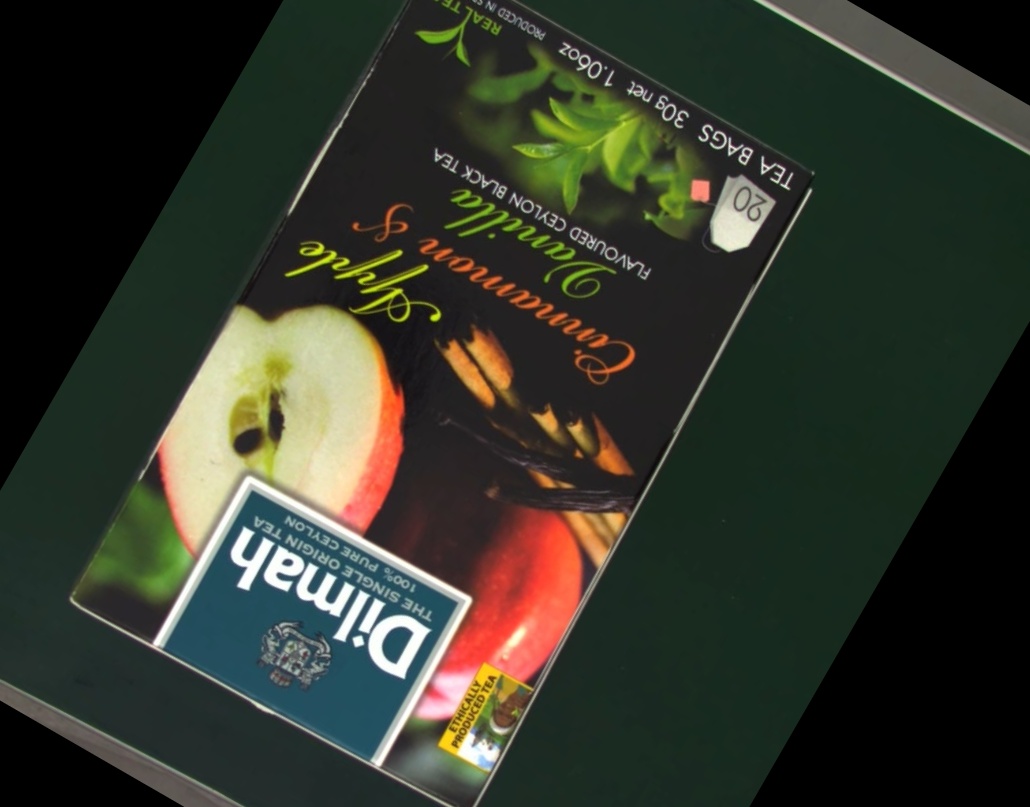 Dilmah
THE SINGLE ORIGIN TEA
100% PURE CEYLON
ETHICALLY
PRODUCED TEA
Apple
Cinnamon &
Vanilla
FLAVOURED CEYLON BLACK TEA
20
TEA BAGS 30g net 1.06oz
PRODUCED IN
REAL TEA